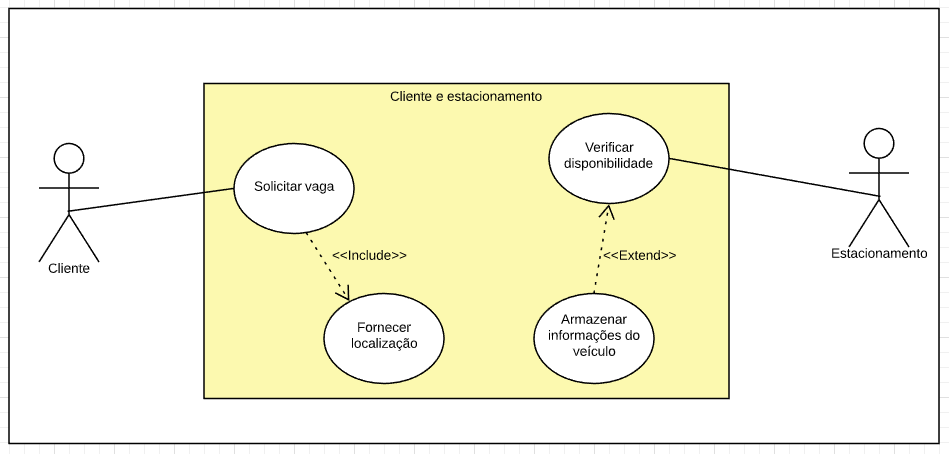 Cliente e estacionamento
Solicitar vaga
Verificar
disponibilidade
<<Include>>
<<Extend>>
Cliente
Estacionamento
Fornecer
localização
Armazenar
informações do
veículo